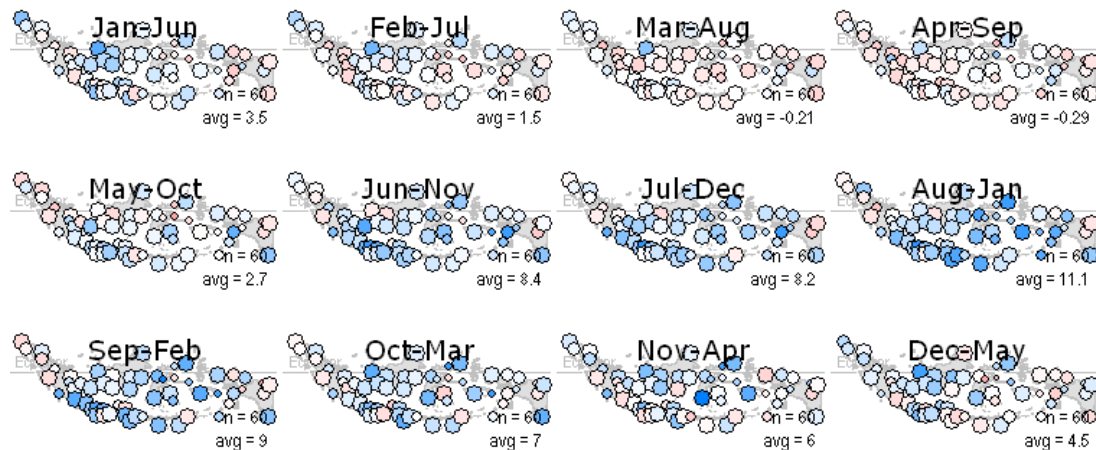 Jan-Jun
n = 60
avg = 3.5
Feb-Jul
n = 60
avg = 1.5
Mar-Aug
n = 60
avg = -0.21
Apr-Sep
n = 60
avg = -0.29
May-Oct
n = 60
avg = 2.7
Jun-Nov
n = 60
avg = 8.4
Jul-Dec
n = 60
avg = 8.2
Aug-Jan
n = 60
avg = 11.1
Sep-Feb
n = 60
avg = 9
Oct-Mar
n = 60
avg = 7
Nov-Apr
n = 60
avg = 6
Dec-May
n = 60
avg = 4.5